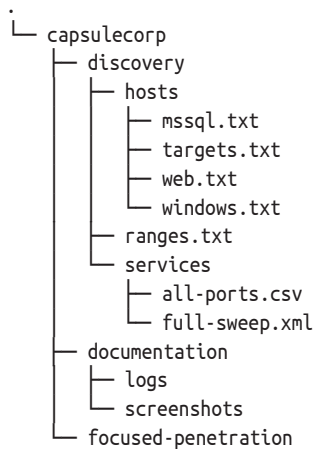 .
└── capsulecorp
    ├── discovery
    │   ├── hosts
    │   │   ├── mssql.txt
    │   │   ├── targets.txt
    │   │   ├── web.txt
    │   │   └── windows.txt
    │   ├── ranges.txt
    │   └── services
    │       ├── all-ports.csv
    │       └── full-sweep.xml
    ├── documentation
    │   ├── logs
    │   └── screenshots
    └── focused-penetration